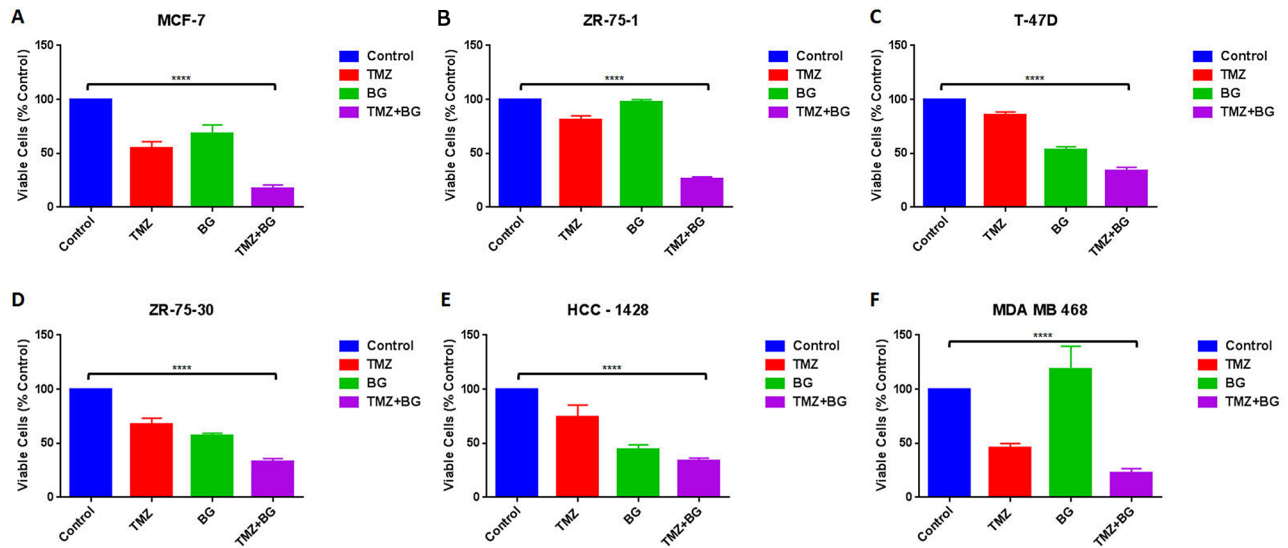 A
MCF-7
Viable Cells (% Control)
150
100
50
0
****
Control
TMZ
BG
TMZ+BG
Control
TMZ
BG
TMZ+BG
B
ZR-75-1
Viable Cells (% Control)
150
100
50
0
****
Control
TMZ
BG
TMZ+BG
Control
TMZ
BG
TMZ+BG
C
T-47D
Viable Cells (% Control)
150
100
50
0
****
Control
TMZ
BG
TMZ+BG
Control
TMZ
BG
TMZ+BG
D
ZR-75-30
Viable Cells (% Control)
150
100
50
0
****
Control
TMZ
BG
TMZ+BG
Control
TMZ
BG
TMZ+BG
E
HCC - 1428
Viable Cells (% Control)
150
100
50
0
****
Control
TMZ
BG
TMZ+BG
Control
TMZ
BG
TMZ+BG
F
MDA MB 468
Viable Cells (% Control)
150
100
50
0
****
Control
TMZ
BG
TMZ+BG
Control
TMZ
BG
TMZ+BG